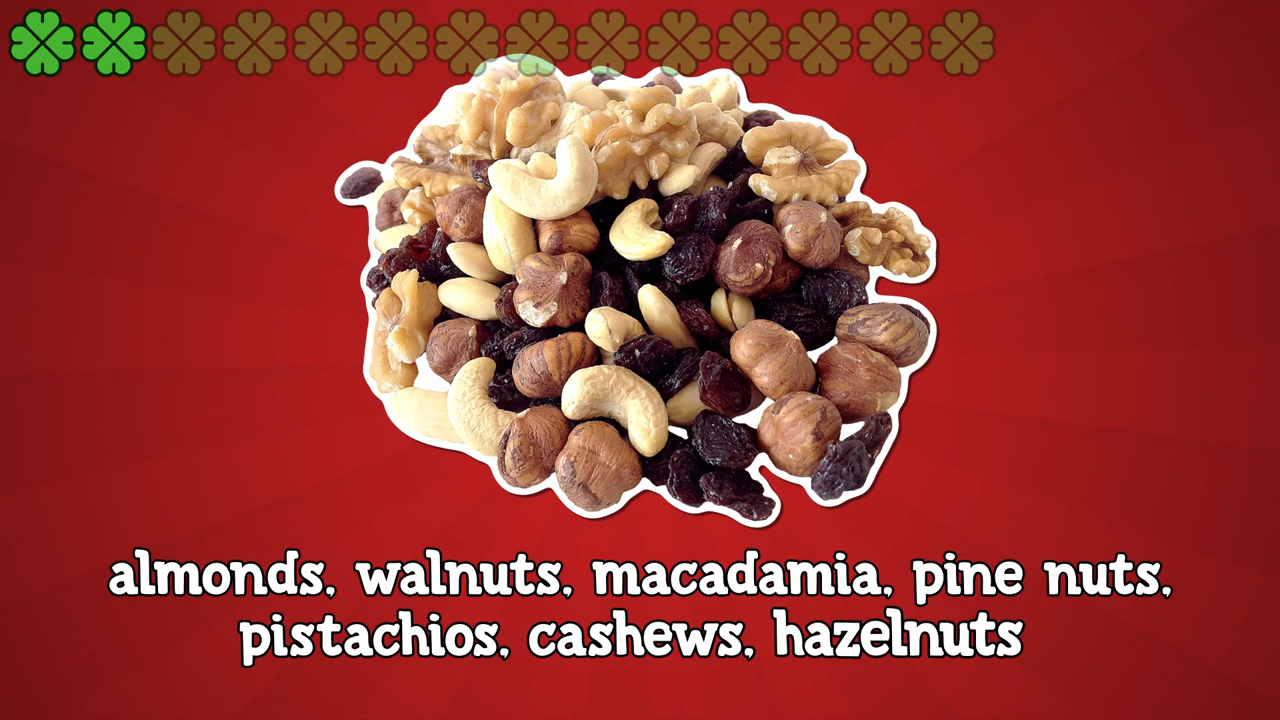 almonds, walnuts, macadamia, pine nuts,
pistachios, cashews, hazelnuts